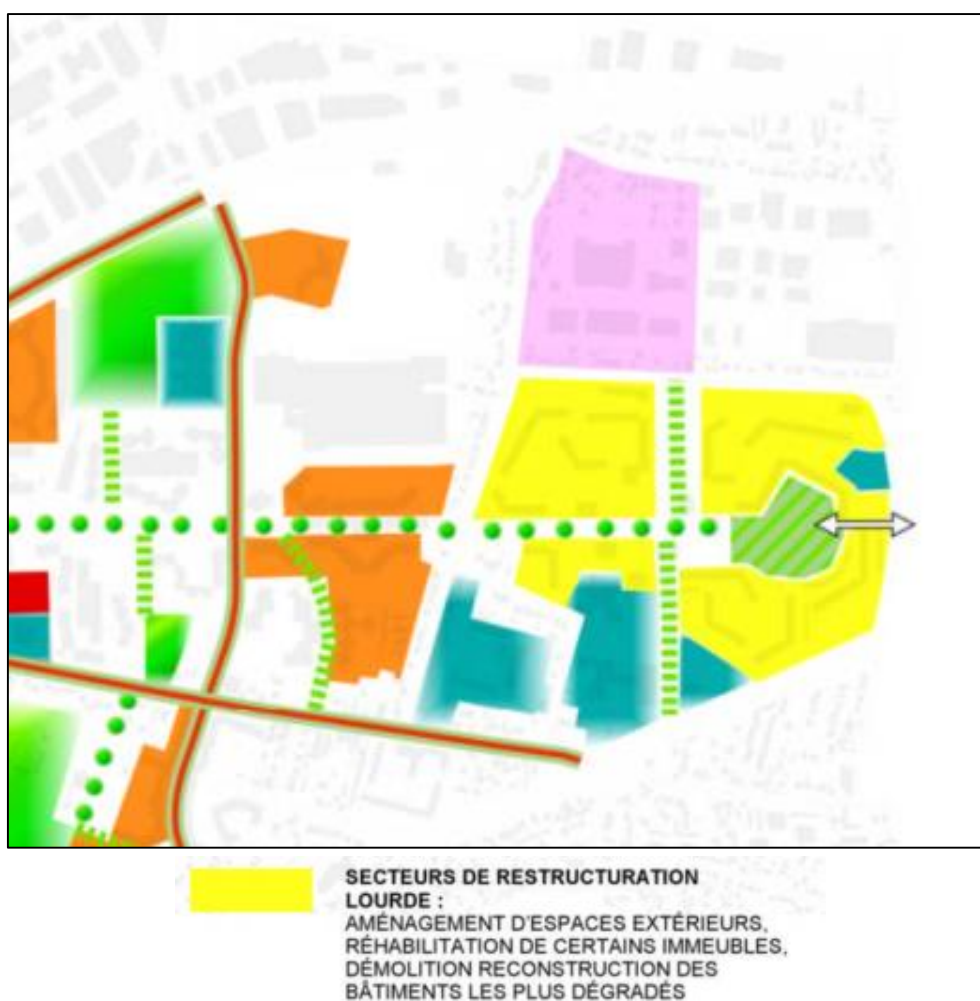 SECTEURS DE RESTRUCTURATION
LOURDE :
AMÉNAGEMENT D'ESPACES EXTÉRIEURS,
RÉHABILITATION DE CERTAINS IMMEUBLES,
DÉMOLITION RECONSTRUCTION DES
BÂTIMENTS LES PLUS DÉGRADÉS